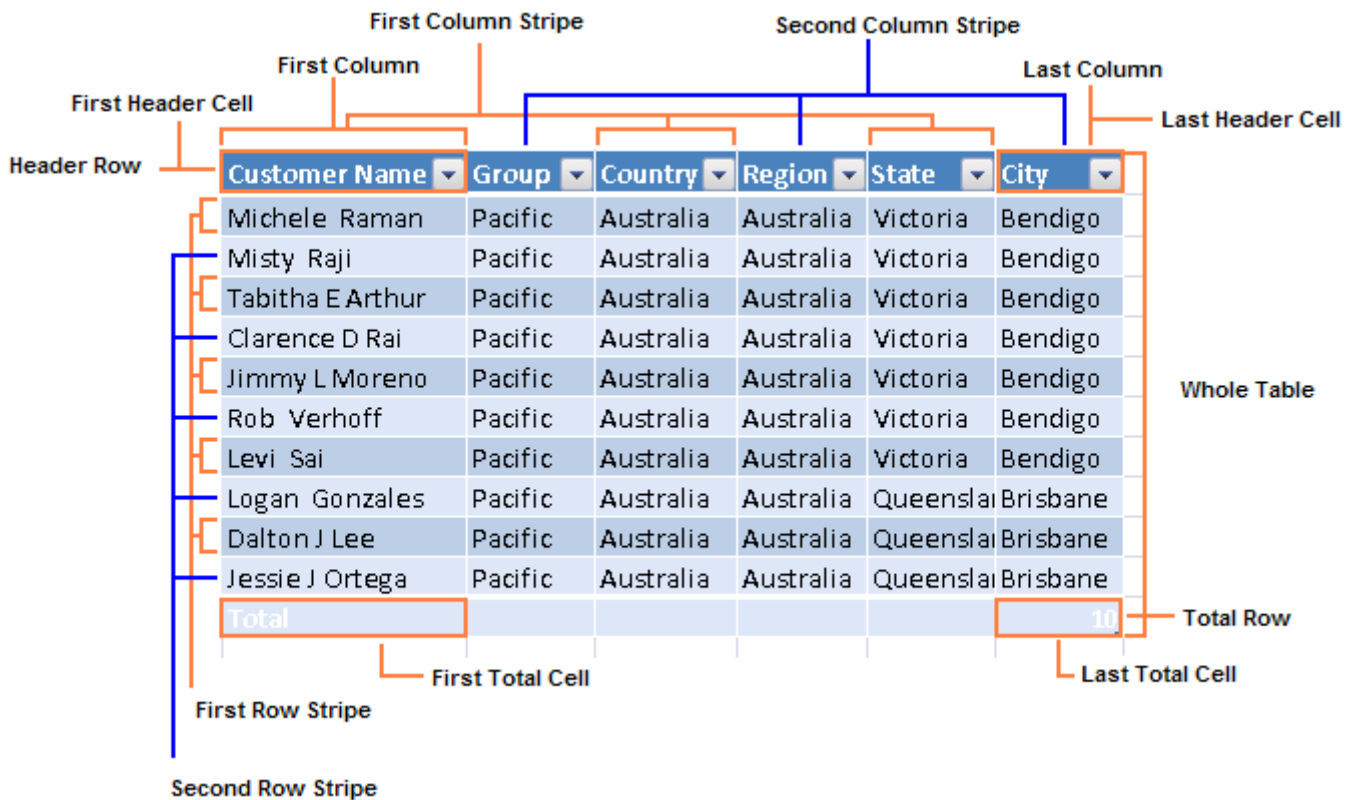 First Column Stripe
Second Column Stripe
First Column
Last Column
First Header Cell
Last Header Cell
Header Row
Customer Name Group Country Region State City
Michele Raman Pacific Australia Australia Victoria Bendigo
Misty Raji Pacific Australia Australia Victoria Bendigo
Tabitha E Arthur Pacific Australia Australia Victoria Bendigo
Clarence D Rai Pacific Australia Australia Victoria Bendigo
Jimmy L Moreno Pacific Australia Australia Victoria Bendigo
Whole Table
Rob Verhoff Pacific Australia Australia Victoria Bendigo
Levi Sai Pacific Australia Australia Victoria Bendigo
Logan Gonzales Pacific Australia Australia Queenslan Brisbane
Dalton J Lee Pacific Australia Australia Queenslan Brisbane
Jessie J Ortega Pacific Australia Australia Queenslan Brisbane
Total 10
Total Row
First Total Cell
Last Total Cell
First Row Stripe
Second Row Stripe